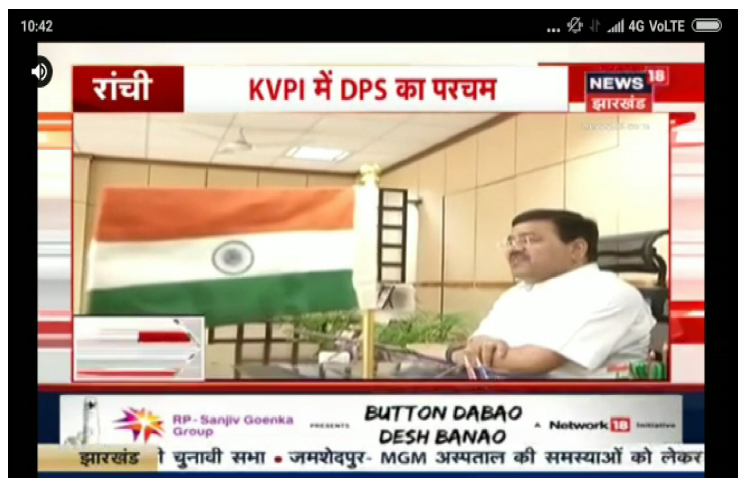 10:42
... 4G VoLTE
रांची
KVPI में DPS का परचम
NEWS 18
झारखंड
RP-Sanjiv Goenka
Group
PRESENTS
BUTTON DABAO
DESH BANAO
A Network 18 Initiative
झारखंड
ी चुनावी सभा • जमशेदपुर- MGM अस्पताल की समस्याओं को लेकर